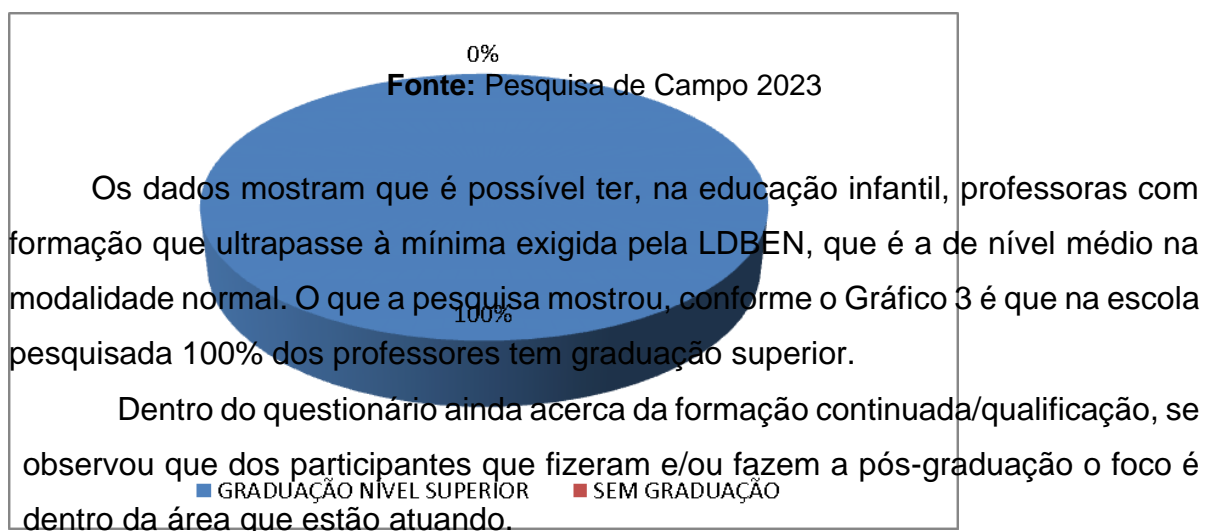 0%
Fonte: Pesquisa de Campo 2023
Os dados mostram que é possível ter, na educação infantil, professoras com
formação que ultrapasse à mínima exigida pela LDBEN, que é a de nível médio na
modalidade normal. O que a pesquisa mostrou, conforme o Gráfico 3 é que na escola
100%
pesquisada 100% dos professores tem graduação superior.
Dentro do questionário ainda acerca da formação continuada/qualificação, se
observou que dos participantes que fizeram e/ou fazem a pós-graduação o foco é
GRADUAÇÃO NÍVEL SUPERIOR SEM GRADUAÇÃO
dentro da área que estão atuando.